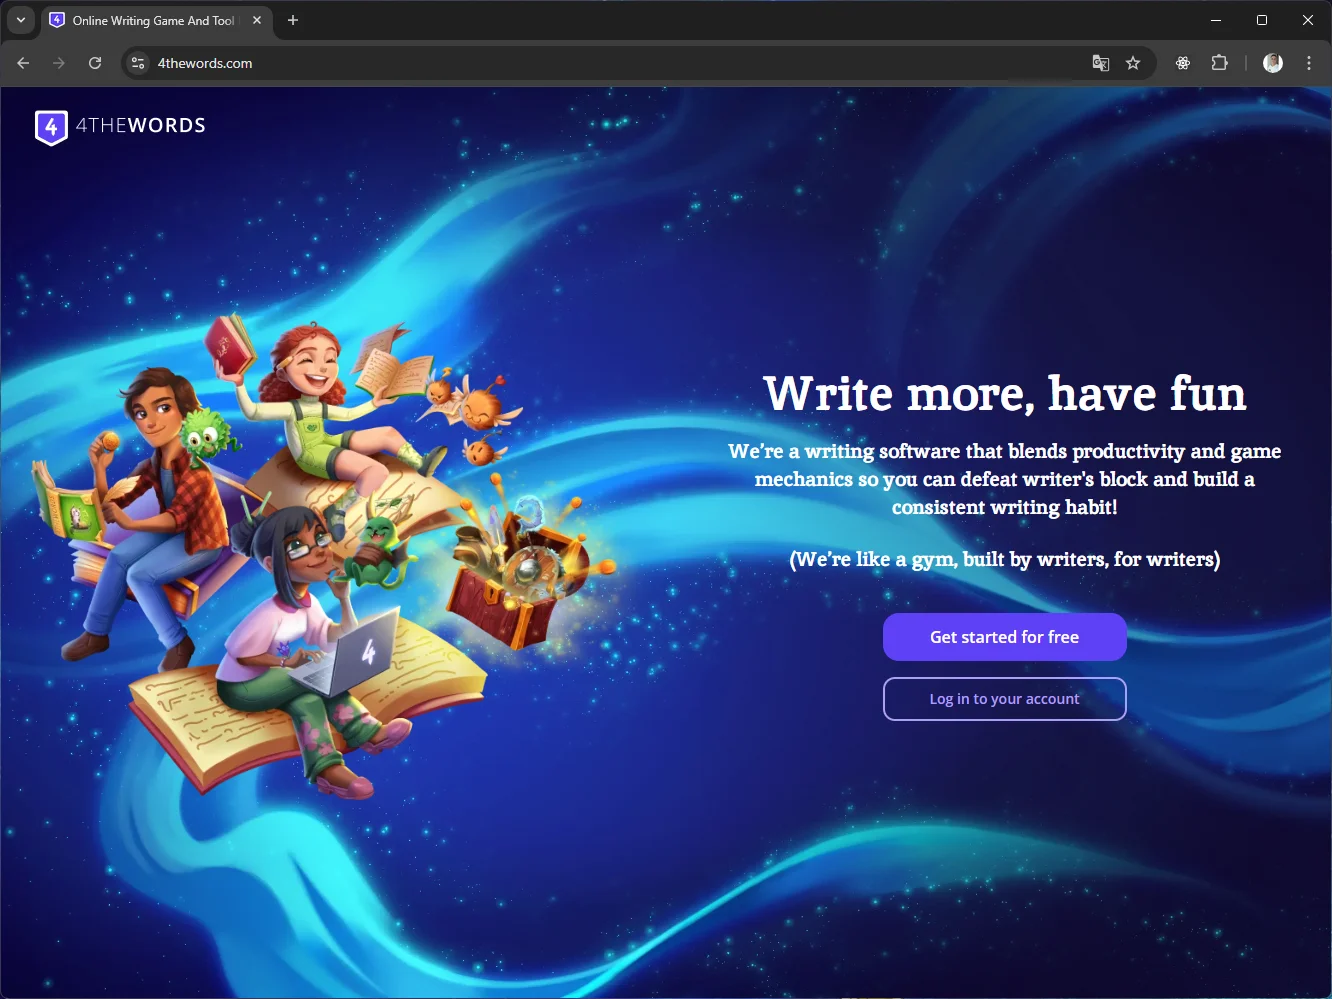 Online Writing Game And Tool
4thewords.com
4 4THEWORDS
Write more, have fun
We're a writing software that blends productivity and game
mechanics so you can defeat writer's block and build a
consistent writing habit!
(We're like a gym, built by writers, for writers)
Get started for free
Log in to your account
4